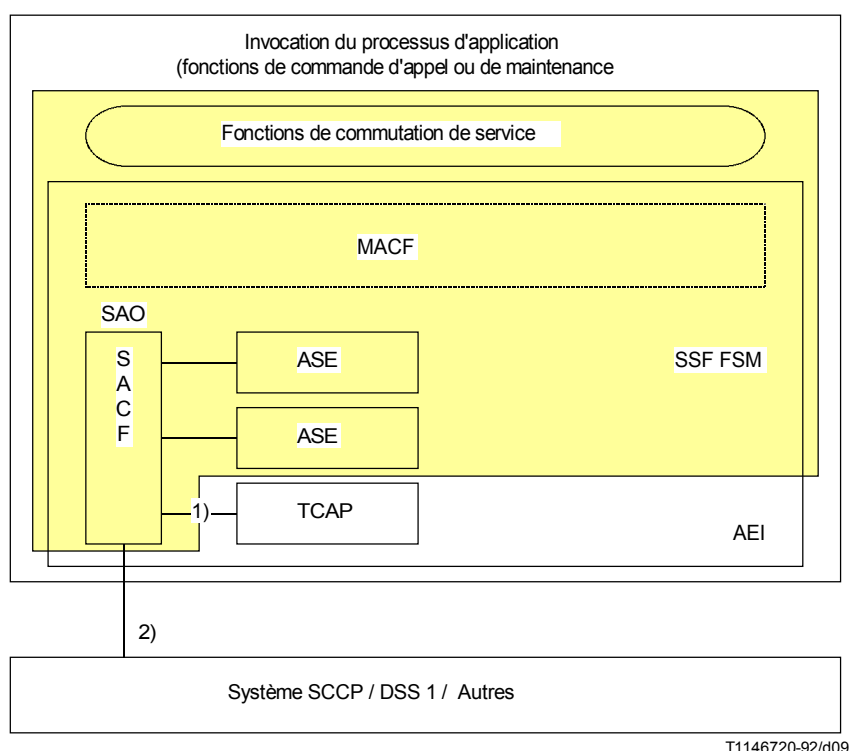 Invocation du processus d'application
(fonctions de commande d'appel ou de maintenance
Fonctions de commutation de service
MACF
SAO
S
A
C
F
ASE
SSF FSM
ASE
1)
TCAP
AEI
2)
Système SCCP / DSS 1 / Autres
T1146720-92/d09